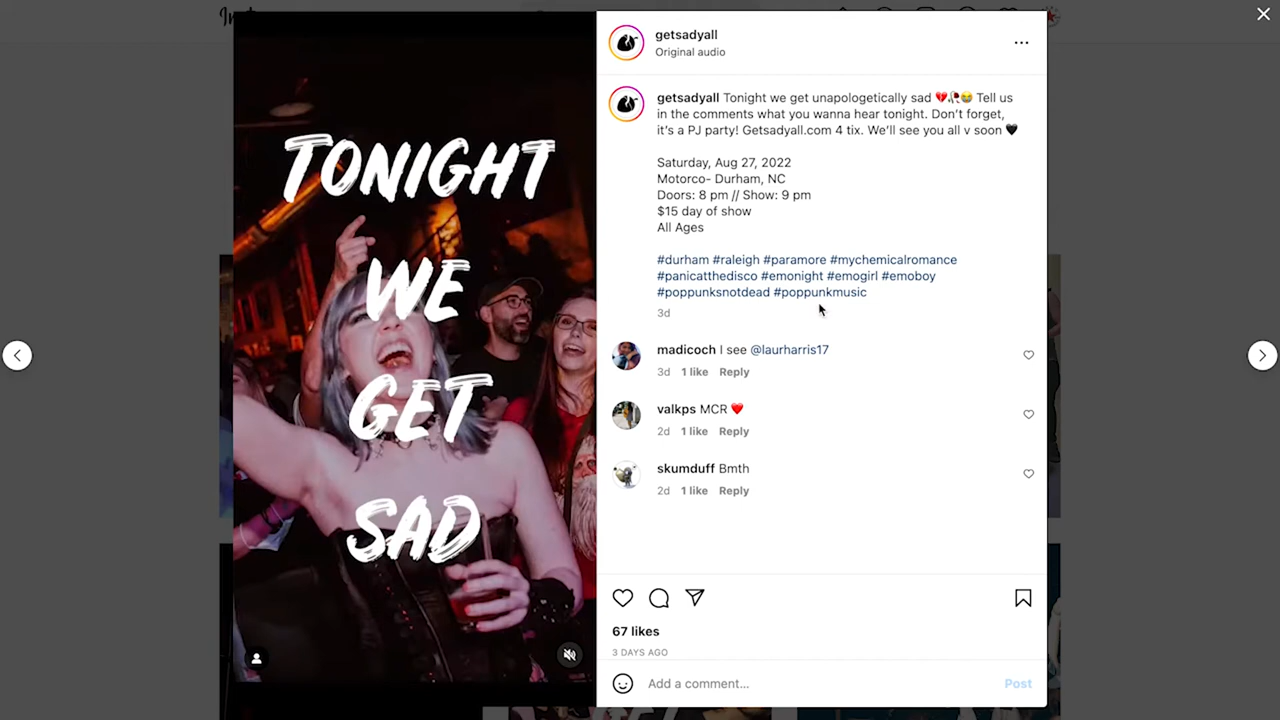 TONIGHT
WE
GET
SAD
getsadyall
Original audio
getsadyall Tonight we get unapologetically sad 💔🥀😭 Tell us
in the comments what you wanna hear tonight. Don't forget,
it's a PJ party! Getsadyall.com 4 tix. We'll see you all v soon 🖤
Saturday, Aug 27, 2022
Motorco- Durham, NC
Doors: 8 pm // Show: 9 pm
$15 day of show
All Ages
#durham #raleigh #paramore #mychemicalromance
#panicatthedisco #emonight #emogirl #emoboy
#poppunksnotdead #poppunkmusic
3d
madicoch I see @laurharris17
3d 1 like Reply
valkps MCR ❤️
2d 1 like Reply
skumduff Bmth
2d 1 like Reply
67 likes
3 DAYS AGO
Add a comment...
Post